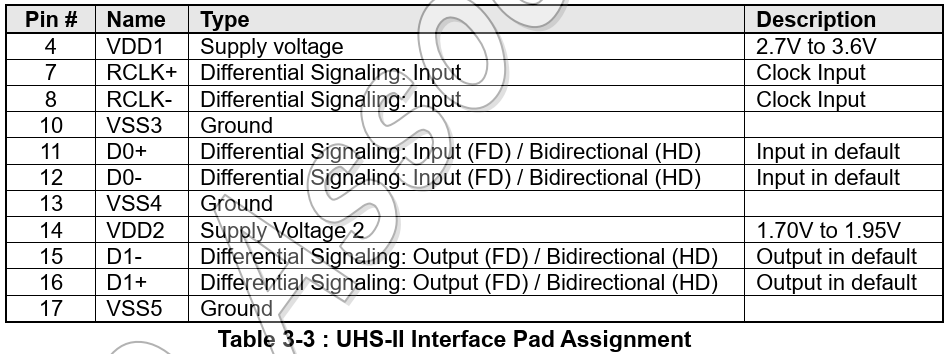 Pin # Name Type Description
4 VDD1 Supply voltage 2.7V to 3.6V
7 RCLK+ Differential Signaling: Input Clock Input
8 RCLK- Differential Signaling: Input Clock Input
10 VSS3 Ground
11 D0+ Differential Signaling: Input (FD) / Bidirectional (HD) Input in default
12 D0- Differential Signaling: Input (FD) / Bidirectional (HD) Input in default
13 VSS4 Ground
14 VDD2 Supply Voltage 2 1.70V to 1.95V
15 D1- Differential Signaling: Output (FD) / Bidirectional (HD) Output in default
16 D1+ Differential Signaling: Output (FD) / Bidirectional (HD) Output in default
17 VSS5 Ground
Table 3-3 : UHS-II Interface Pad Assignment